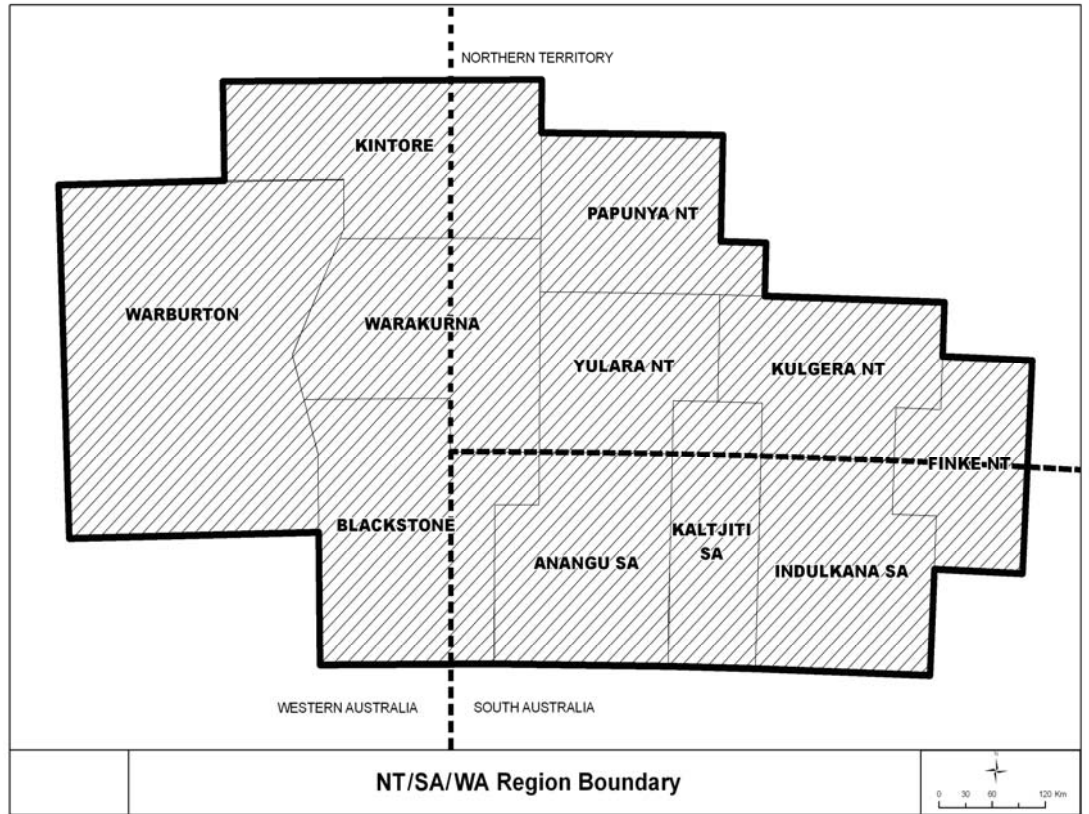 NORTHERN TERRITORY
KINTORE
PAPUNYA NT
WARBURTON
WARAKURNA
YULARA NT
KULGERA NT
FINKE NT
BLACKSTONE
KALTJITI
SA
ANANGU SA
INDULKANA SA
WESTERN AUSTRALIA
SOUTH AUSTRALIA
NT/SA/WA Region Boundary
0 30 60 120 Km